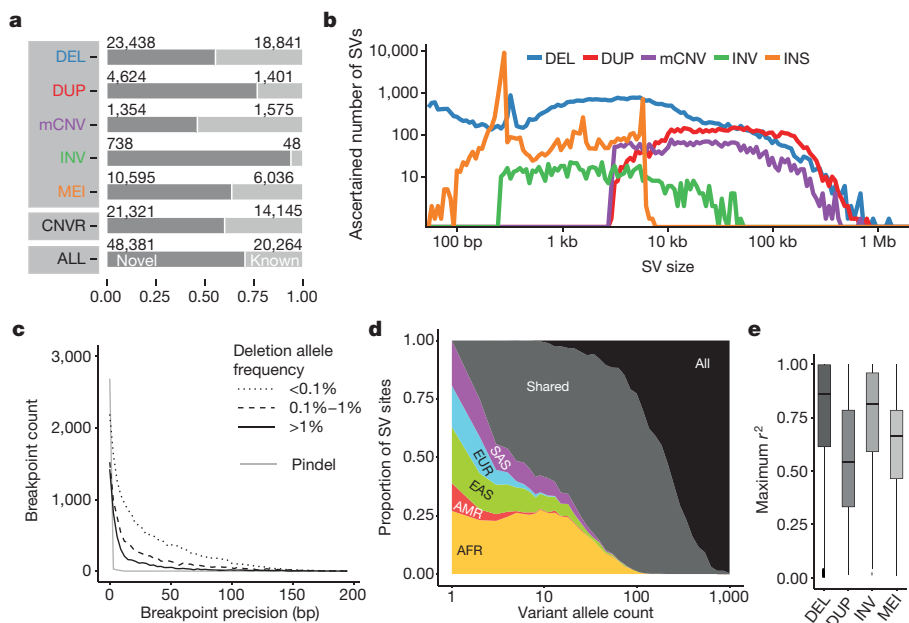 a
23,438 18,841
DEL
4,624 1,401
DUP
1,354 1,575
mCNV
738 48
INV
10,595 6,036
MEI
21,321 14,145
CNVR
48,381 20,264
ALL Novel Known
0.00 0.25 0.50 0.75 1.00
b
Ascertained number of SVs
10,000
1,000
100
10
DEL DUP mCNV INV INS
100 bp 1 kb 10 kb 100 kb 1 Mb
SV size
c
Breakpoint count
3,000
2,000
1,000
0
Deletion allele
frequency
<0.1%
0.1%–1%
>1%
Pindel
0 50 100 150 200
Breakpoint precision (bp)
d
Proportion of SV sites
1.00
0.75
0.50
0.25
0.00
All
Shared
SAS
EUR
EAS
AMR
AFR
1 10 100 1,000
Variant allele count
e
Maximum r²
1.00
0.75
0.50
0.25
0.00
DEL DUP INV MEI